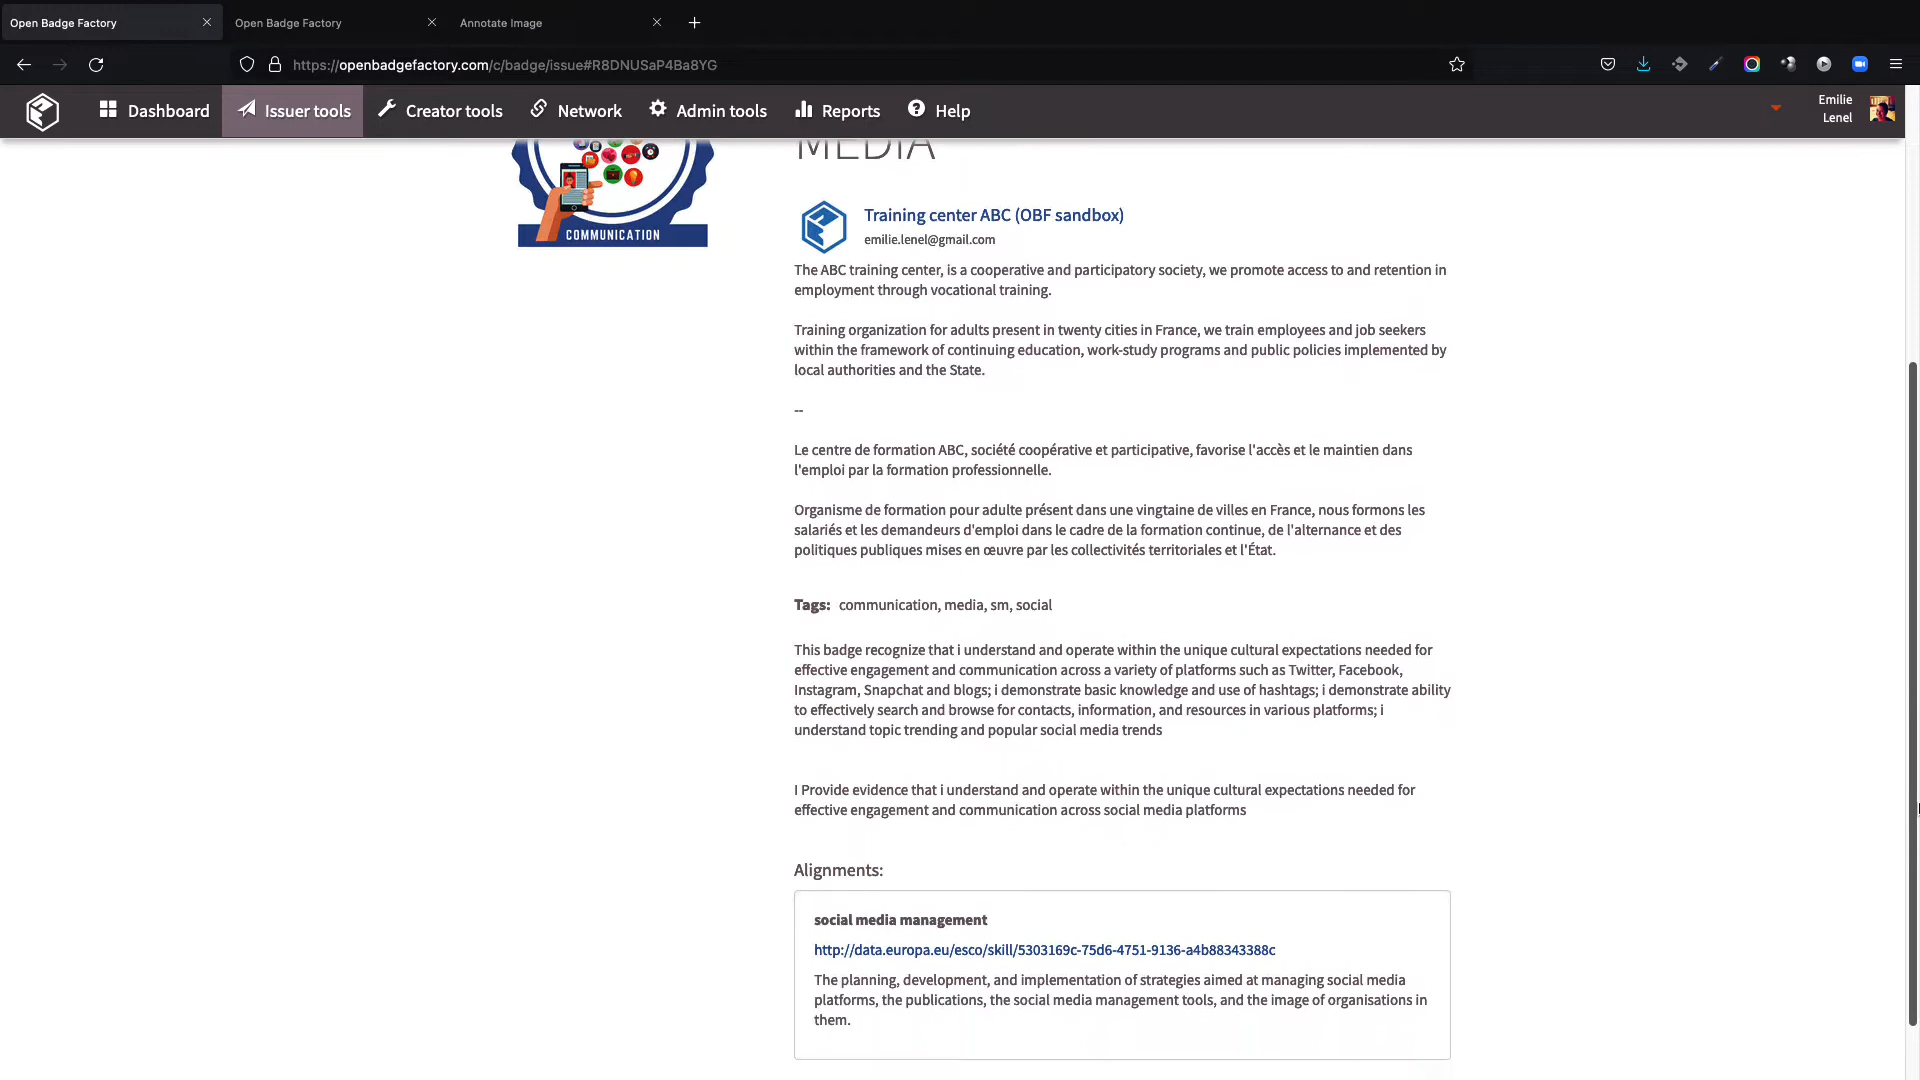 Open Badge Factory
Open Badge Factory
Annotate Image
https://openbadgefactory.com/c/badge/issue#R8DNUSaP4Ba8YG
Dashboard
Issuer tools
Creator tools
Network
Admin tools
Reports
Help
Emilie
Lenel
MEDIA
COMMUNICATION
Training center ABC (OBF sandbox)
emilie.lenel@gmail.com
The ABC training center, is a cooperative and participatory society, we promote access to and retention in
employment through vocational training.
Training organization for adults present in twenty cities in France, we train employees and job seekers
within the framework of continuing education, work-study programs and public policies implemented by
local authorities and the State.
--
Le centre de formation ABC, société coopérative et participative, favorise l'accès et le maintien dans
l'emploi par la formation professionnelle.
Organisme de formation pour adulte présent dans une vingtaine de villes en France, nous formons les
salariés et les demandeurs d'emploi dans le cadre de la formation continue, de l'alternance et des
politiques publiques mises en œuvre par les collectivités territoriales et l'État.
Tags: communication, media, sm, social
This badge recognize that i understand and operate within the unique cultural expectations needed for
effective engagement and communication across a variety of platforms such as Twitter, Facebook,
Instagram, Snapchat and blogs; i demonstrate basic knowledge and use of hashtags; i demonstrate ability
to effectively search and browse for contacts, information, and resources in various platforms; i
understand topic trending and popular social media trends
I Provide evidence that i understand and operate within the unique cultural expectations needed for
effective engagement and communication across social media platforms
Alignments:
social media management
http://data.europa.eu/esco/skill/5303169c-75d6-4751-9136-a4b88343388c
The planning, development, and implementation of strategies aimed at managing social media
platforms, the publications, the social media management tools, and the image of organisations in
them.